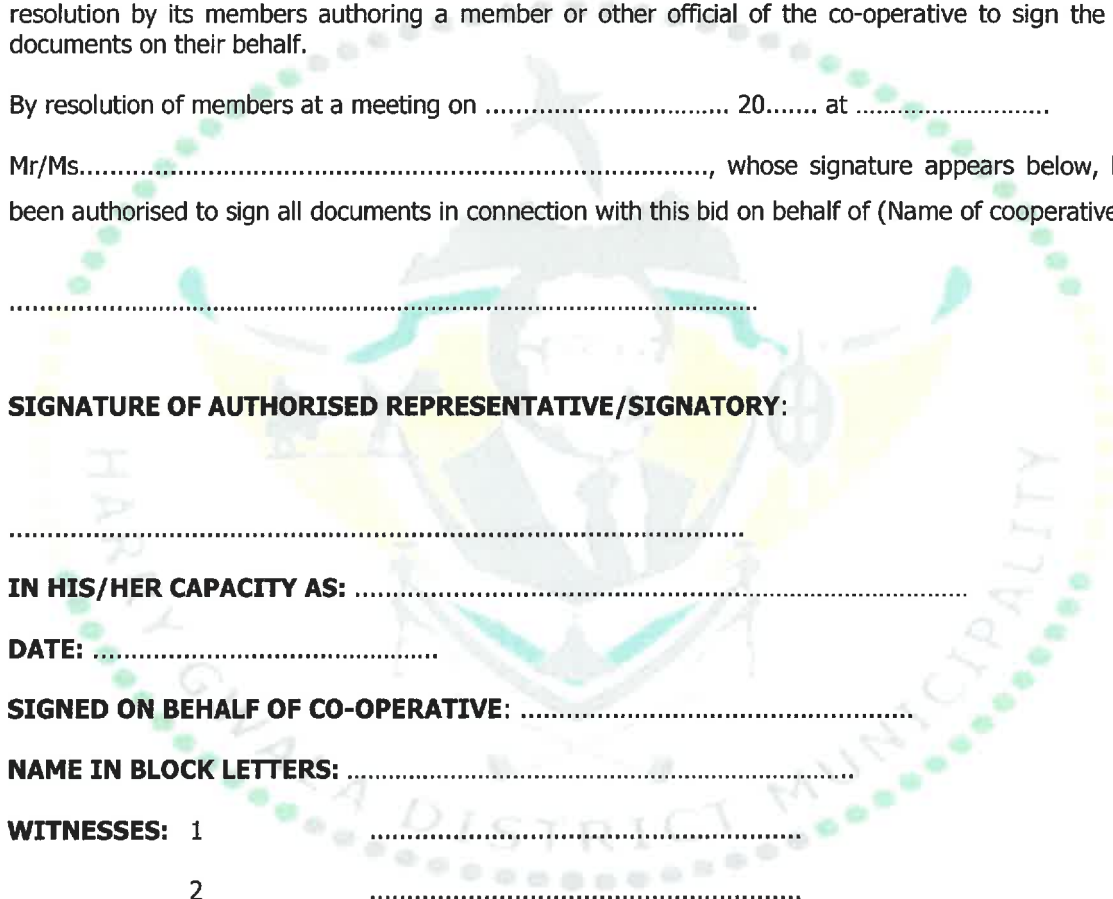 resolution by its members authoring a member or other official of the co-operative to sign the
documents on their behalf.
By resolution of members at a meeting on ................................ 20....... at .........................
Mr/Ms................................................................................, whose signature appears below,
been authorised to sign all documents in connection with this bid on behalf of (Name of cooperative
................................................................................................
SIGNATURE OF AUTHORISED REPRESENTATIVE/SIGNATORY:
................................................................................................
IN HIS/HER CAPACITY AS: ................................................................................
DATE: .............................................
SIGNED ON BEHALF OF CO-OPERATIVE: ...................................................
NAME IN BLOCK LETTERS: ..................................................................
WITNESSES: 1 ........................................................
2 ........................................................
HARRY GWALA DISTRICT MUNICIPALITY